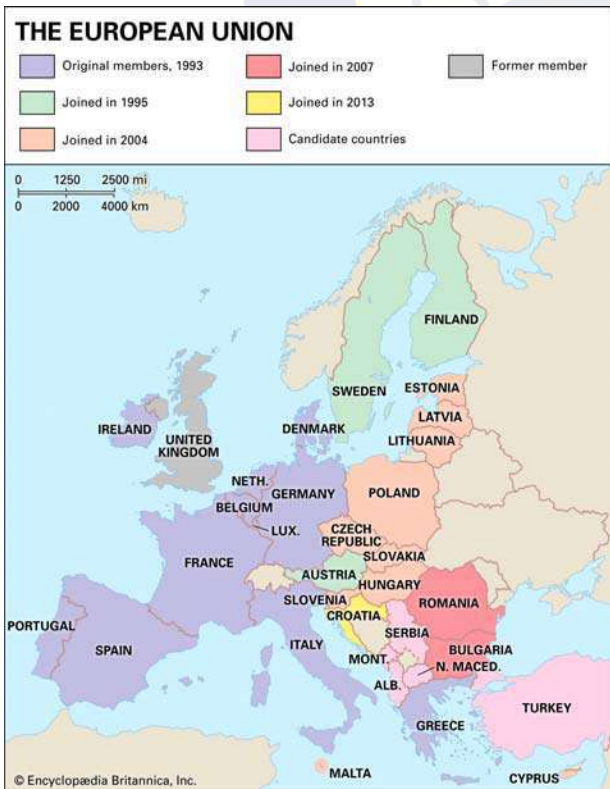 THE EUROPEAN UNION
Original members, 1993
Joined in 2007
Former member
Joined in 1995
Joined in 2013
Joined in 2004
Candidate countries
0 1250 2500 mi
0 2000 4000 km
FINLAND
SWEDEN
ESTONIA
LATVIA
LITHUANIA
IRELAND
UNITED
KINGDOM
DENMARK
NETH.
BELGIUM
GERMANY
POLAND
LUX.
CZECH
REPUBLIC
SLOVAKIA
FRANCE
AUSTRIA
HUNGARY
SLOVENIA
CROATIA
ROMANIA
PORTUGAL
SPAIN
ITALY
SERBIA
BULGARIA
MONT.
N. MACED.
ALB.
GREECE
TURKEY
MALTA
CYPRUS
© Encyclopædia Britannica, Inc.